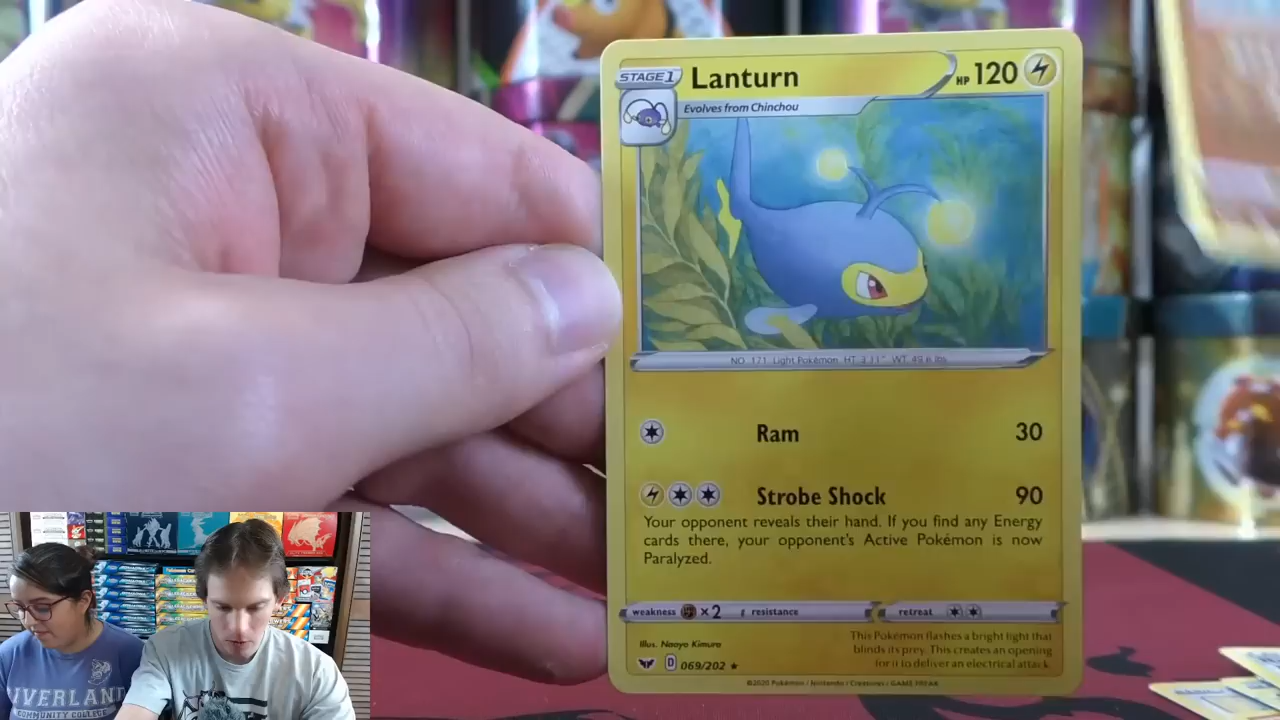 STAGE 1
Lanturn
HP 120
Evolves from Chinchou
NO. 171 Light Pokémon HT 3'11" WT 49.6 lbs
Ram 30
Strobe Shock 90
Your opponent reveals their hand. If you find any Energy
cards there, your opponent's Active Pokémon is now
Paralyzed.
weakness ×2 resistance retreat
Illus. Naoyo Kimura
D 069/202 ★
This Pokémon flashes a bright light that
blinds its prey. This creates an opening
for it to deliver an electrical attack.
©2020 Pokémon / Nintendo / Creatures / GAME FREAK
IVERLAND
COMMUNITY COLLEGE